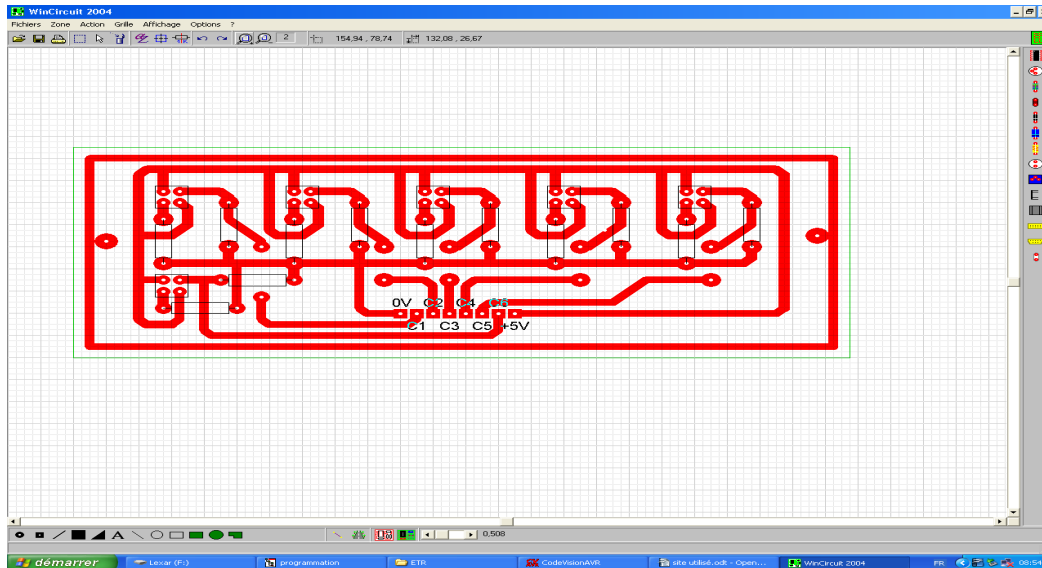 WinCircuit 2004
Fichiers Zone Action Grille Affichage Options ?
2 154,94 , 78,74 132,08 , 26,67
0V C2 C4 C6
C1 C3 C5 +5V
A 0,508
démarrer Lexar (F:) programmation ETR CodeVisionAVR site utilisé.odt - Open... WinCircuit 2004 FR 08:54